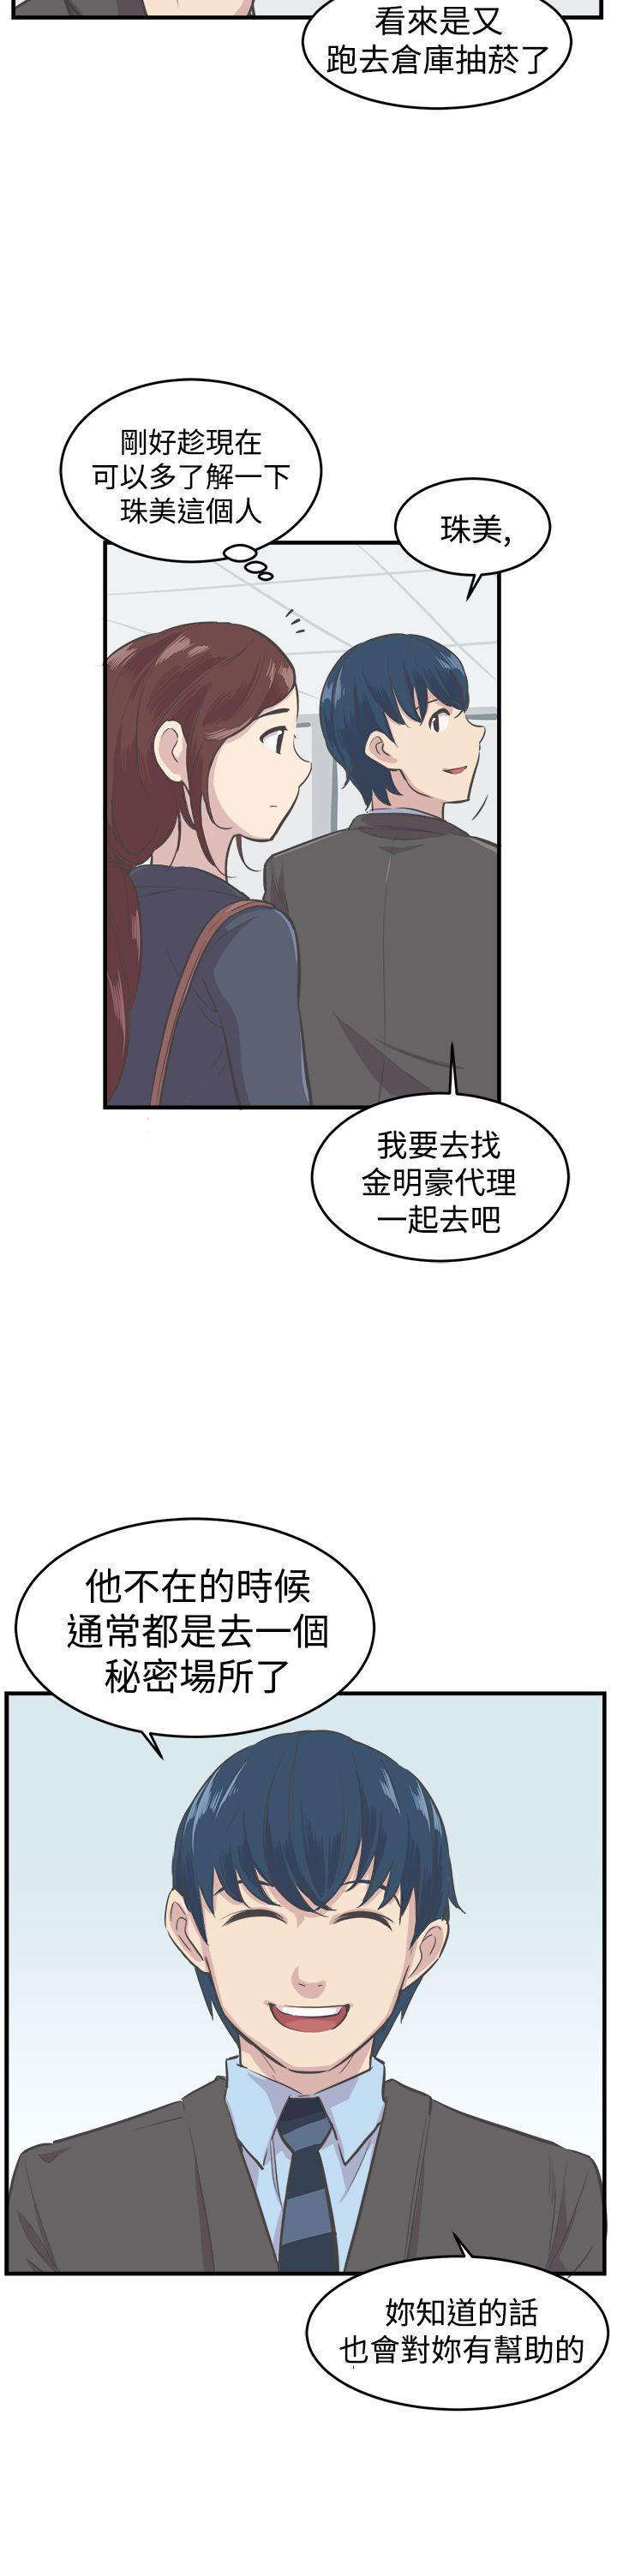 看來是又
跑去倉庫抽菸了
剛好趁現在
可以多了解一下
珠美這個人
珠美,
我要去找
金明豪代理
一起去吧
他不在的時候
通常都是去一個
秘密場所了
妳知道的話
也會對妳有幫助的